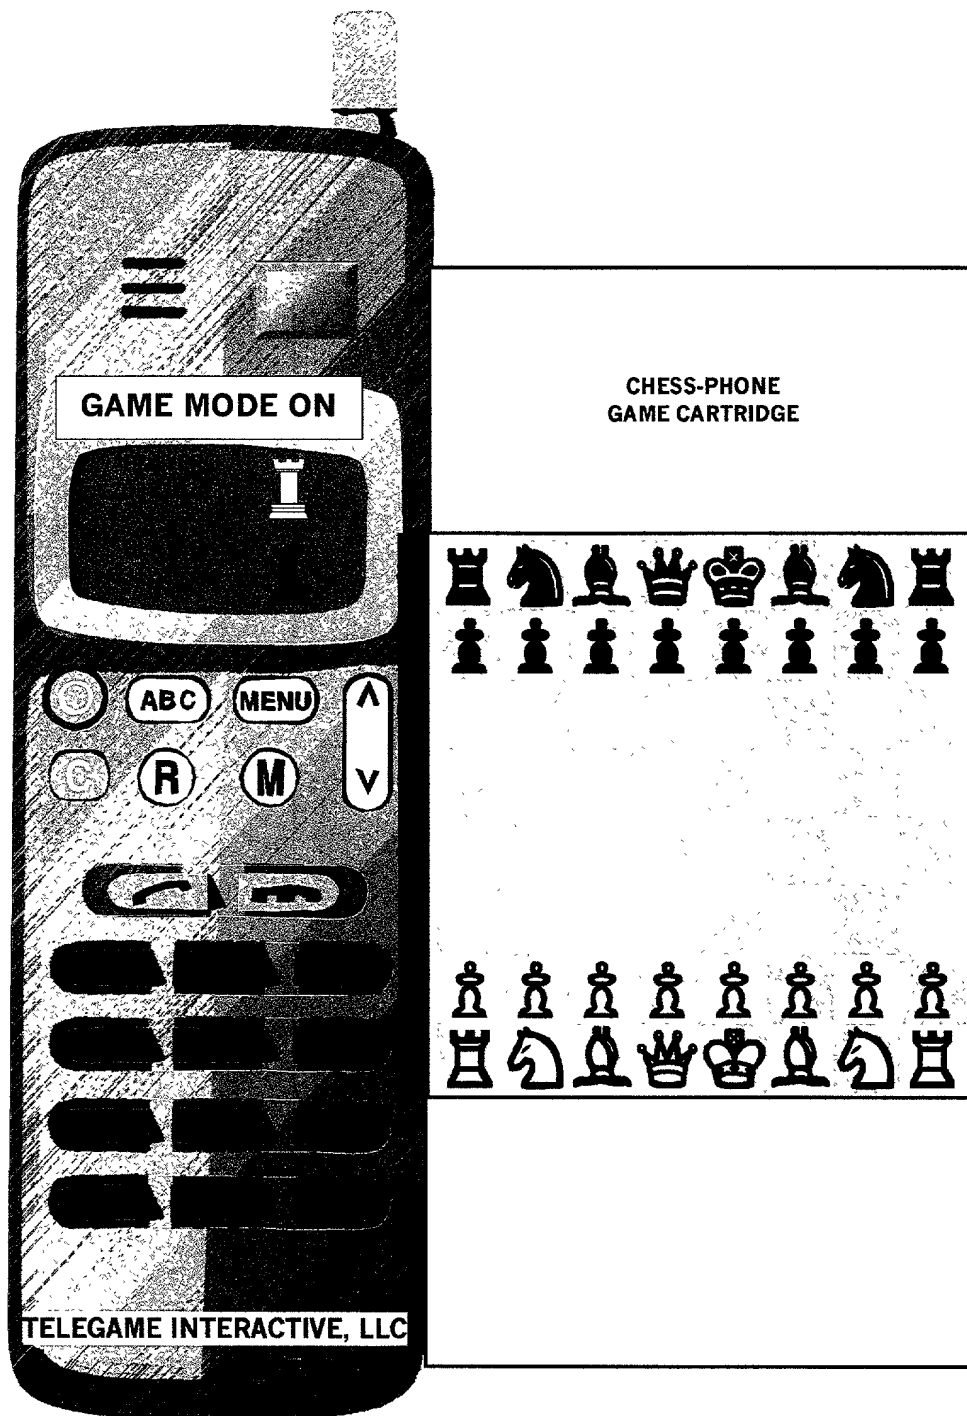 CHESS-PHONE
GAME CARTRIDGE
GAME MODE ON
ABC
MENU
C
R
M
TELEGAME INTERACTIVE, LLC